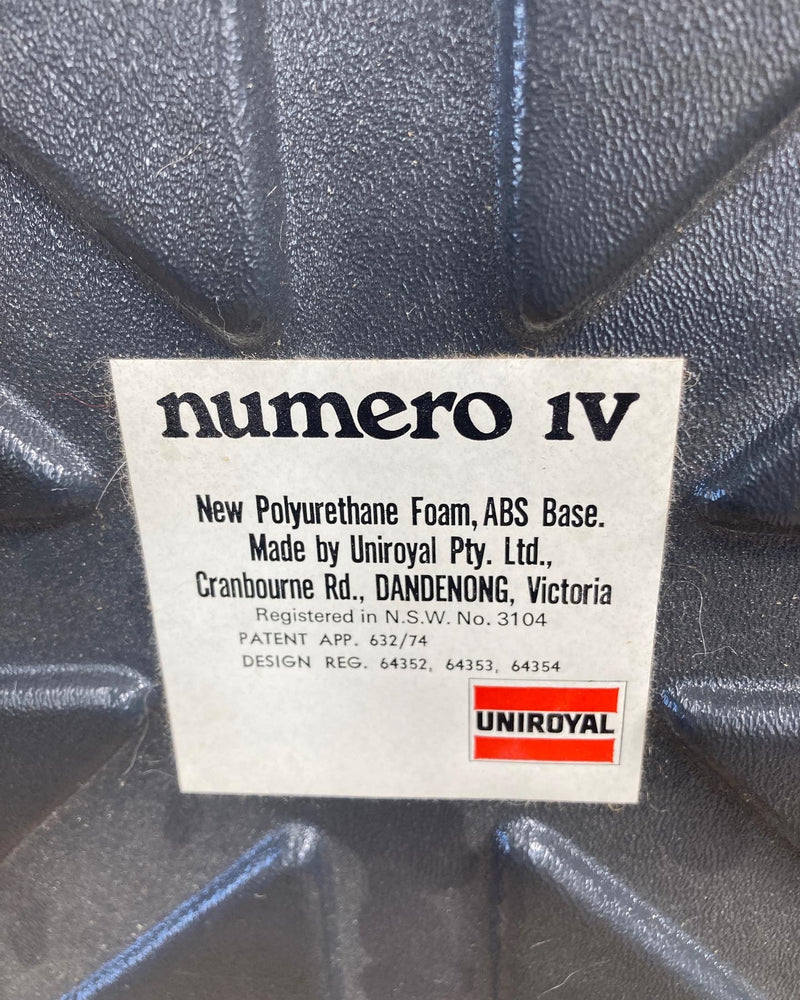 numero ıv
New Polyurethane Foam, ABS Base.
Made by Uniroyal Pty. Ltd.,
Cranbourne Rd., DANDENONG, Victoria
Registered in N.S.W. No. 3104
PATENT APP. 632/74
DESIGN REG. 64352, 64353, 64354
UNIROYAL